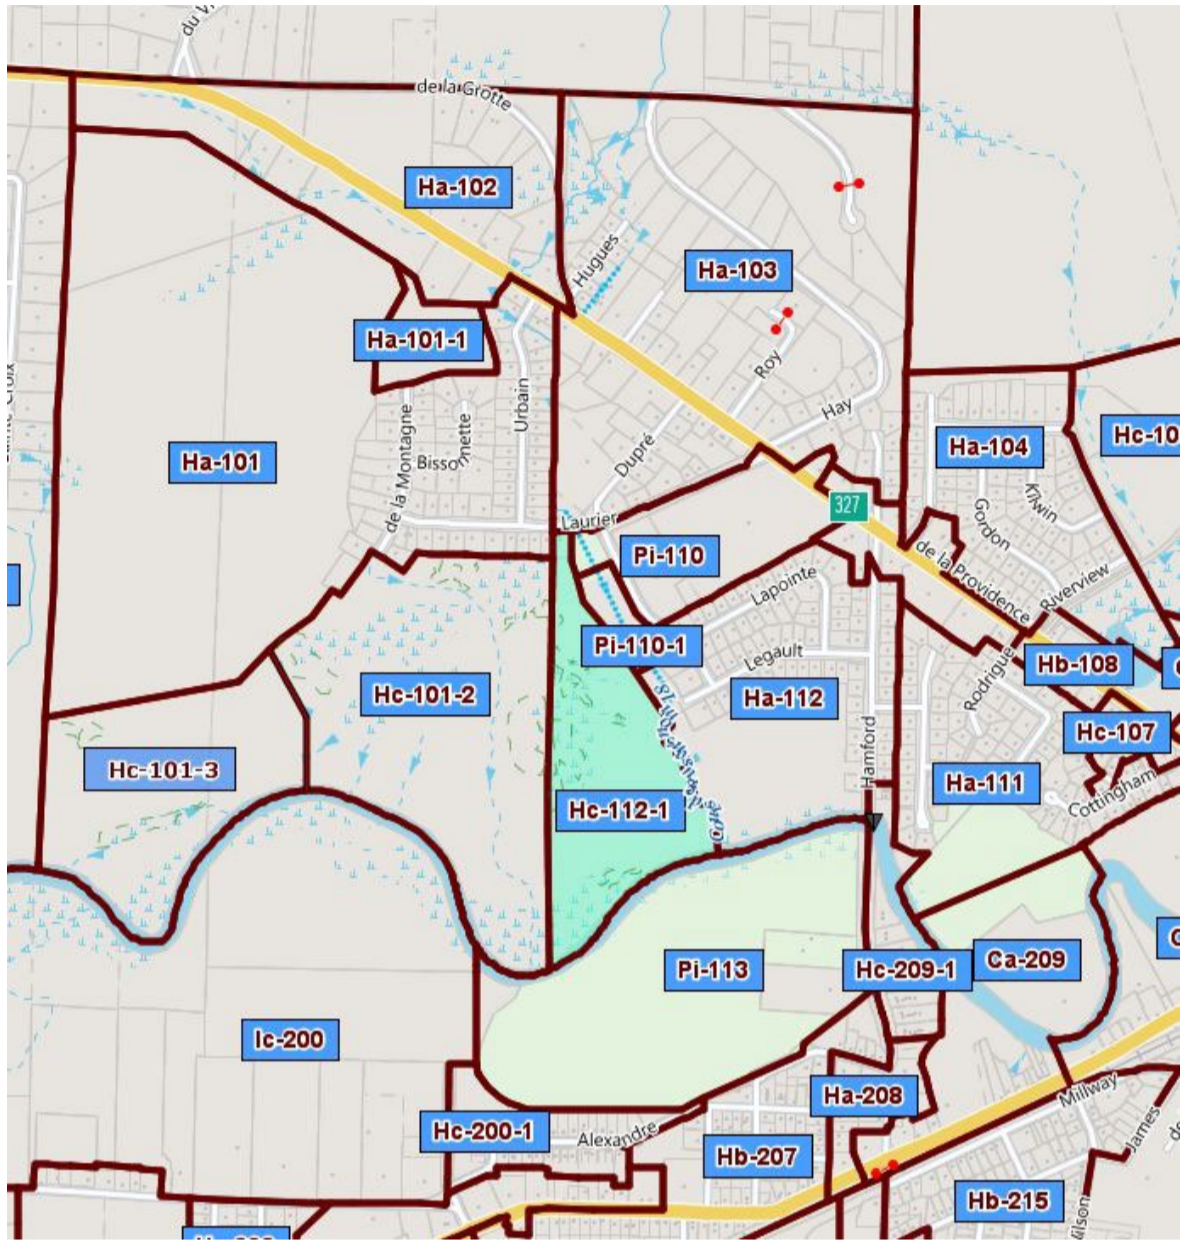 de la Grotte
Ha-102
Hugues
Ha-103
Ha-101-1
Roy
Urbain
Hay
de la Montagne
Ha-104
Hc-10
Ha-101
Dupré
Kilwin
Gordon
327
Laurier
de la Providence
Pi-110
Riverview
Lapointe
Pi-110-1
Legault
Hb-108
Hc-101-2
Rodrigue
Ha-112
Hc-107
Hamford
Hc-101-3
Ha-111
Cottingham
Hc-112-1
Pi-113
Hc-209-1
Ca-209
Ic-200
Ha-208
Millway
Hc-200-1
Alexandre
James
Hb-207
Hb-215